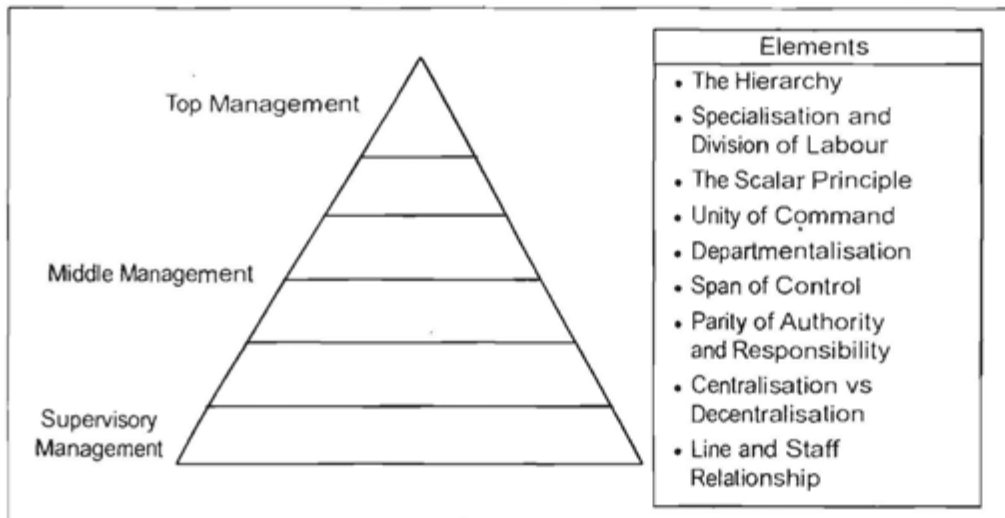 Top Management
Middle Management
Supervisory
Management
Elements
• The Hierarchy
• Specialisation and
Division of Labour
• The Scalar Principle
• Unity of Command
• Departmentalisation
• Span of Control
• Parity of Authority
and Responsibility
• Centralisation vs
Decentralisation
• Line and Staff
Relationship